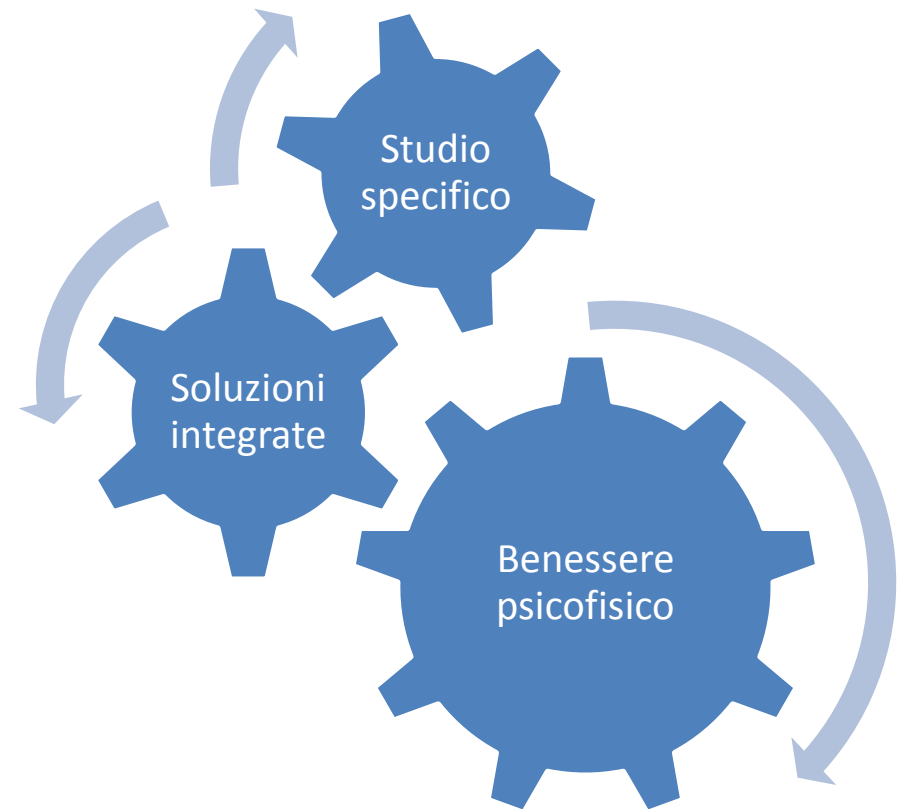 Studio
specifico
Soluzioni
integrate
Benessere
psicofisico